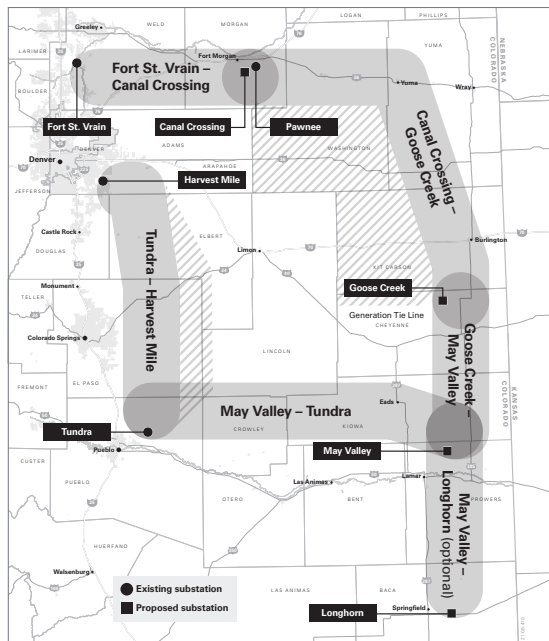 LOGAN
PHILLIPS
WELD
MORGAN
LARIMER
Greeley
YUMA
COLORADO
NEBRASKA
Fort Morgan
Fort St. Vrain –
Canal Crossing
BOULDER
Yuma
Wray
Fort St. Vrain
Canal Crossing
Pawnee
Canal Crossing –
Goose Creek
DENVER
ADAMS
WASHINGTON
Denver
ARAPAHOE
Harvest Mile
JEFFERSON
Castle Rock
DOUGLAS
ELBERT
Limon
Burlington
KIT CARSON
Tundra – Harvest Mile
Monument
TELLER
Goose Creek
Generation Tie Line
CHEYENNE
Colorado Springs
LINCOLN
Goose Creek –
May Valley
COLORADO
KANSAS
EL PASO
FREMONT
May Valley – Tundra
Eads
Tundra
CROWLEY
KIOWA
Pueblo
May Valley
CUSTER
PUEBLO
Las Animas
Lamar
OTERO
BENT
PROWERS
May Valley –
Longhorn (optional)
HUERFANO
Walsenburg
LAS ANIMAS
BACA
Existing substation
Proposed substation
Longhorn
Springfield